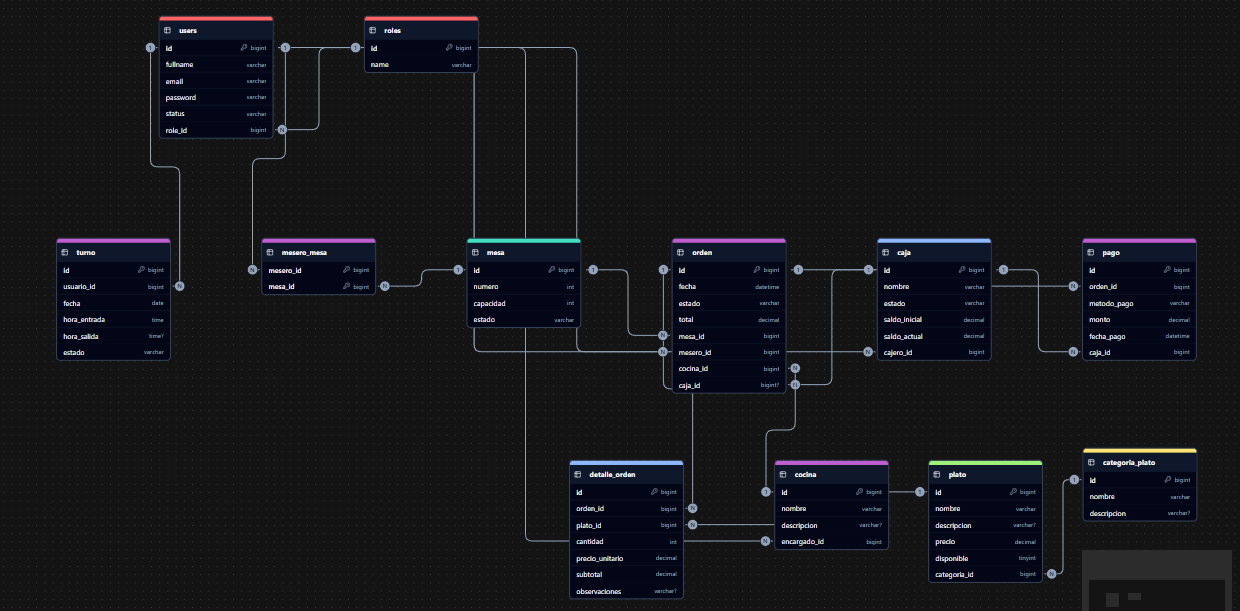 users
id bigint
fullname varchar
email varchar
password varchar
status varchar
role_id bigint
roles
id bigint
name varchar
turno
id bigint
usuario_id bigint
fecha date
hora_entrada time
hora_salida time?
estado varchar
mesero_mesa
mesero_id bigint
mesa_id bigint
mesa
id bigint
numero int
capacidad int
estado varchar
orden
id bigint
fecha datetime
estado varchar
total decimal
mesa_id bigint
mesero_id bigint
cocina_id bigint
caja_id bigint?
caja
id bigint
nombre varchar
estado varchar
saldo_inicial decimal
saldo_actual decimal
cajero_id bigint
pago
id bigint
orden_id bigint
metodo_pago varchar
monto decimal
fecha_pago datetime
caja_id bigint
detalle_orden
id bigint
orden_id bigint
plato_id bigint
cantidad int
precio_unitario decimal
subtotal decimal
observaciones varchar?
cocina
id bigint
nombre varchar
descripcion varchar?
encargado_id bigint
plato
id bigint
nombre varchar
descripcion varchar?
precio decimal
disponible tinyint
categoria_id bigint
categoria_plato
id bigint
nombre varchar
descripcion varchar?